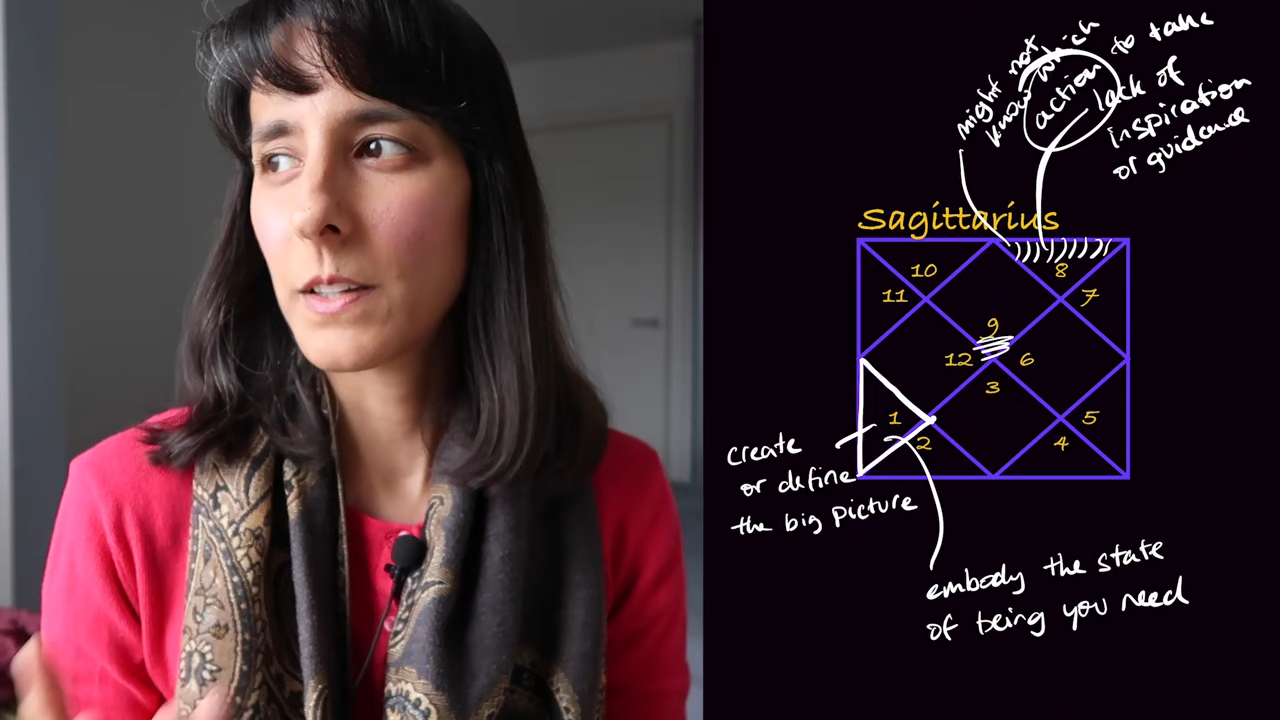 might not
know which
action to take
lack of
inspiration
or guidance
Sagittarius
10
8
11
7
9
12
6
3
1
5
2
4
create
or define
the big picture
embody the state
of being you need